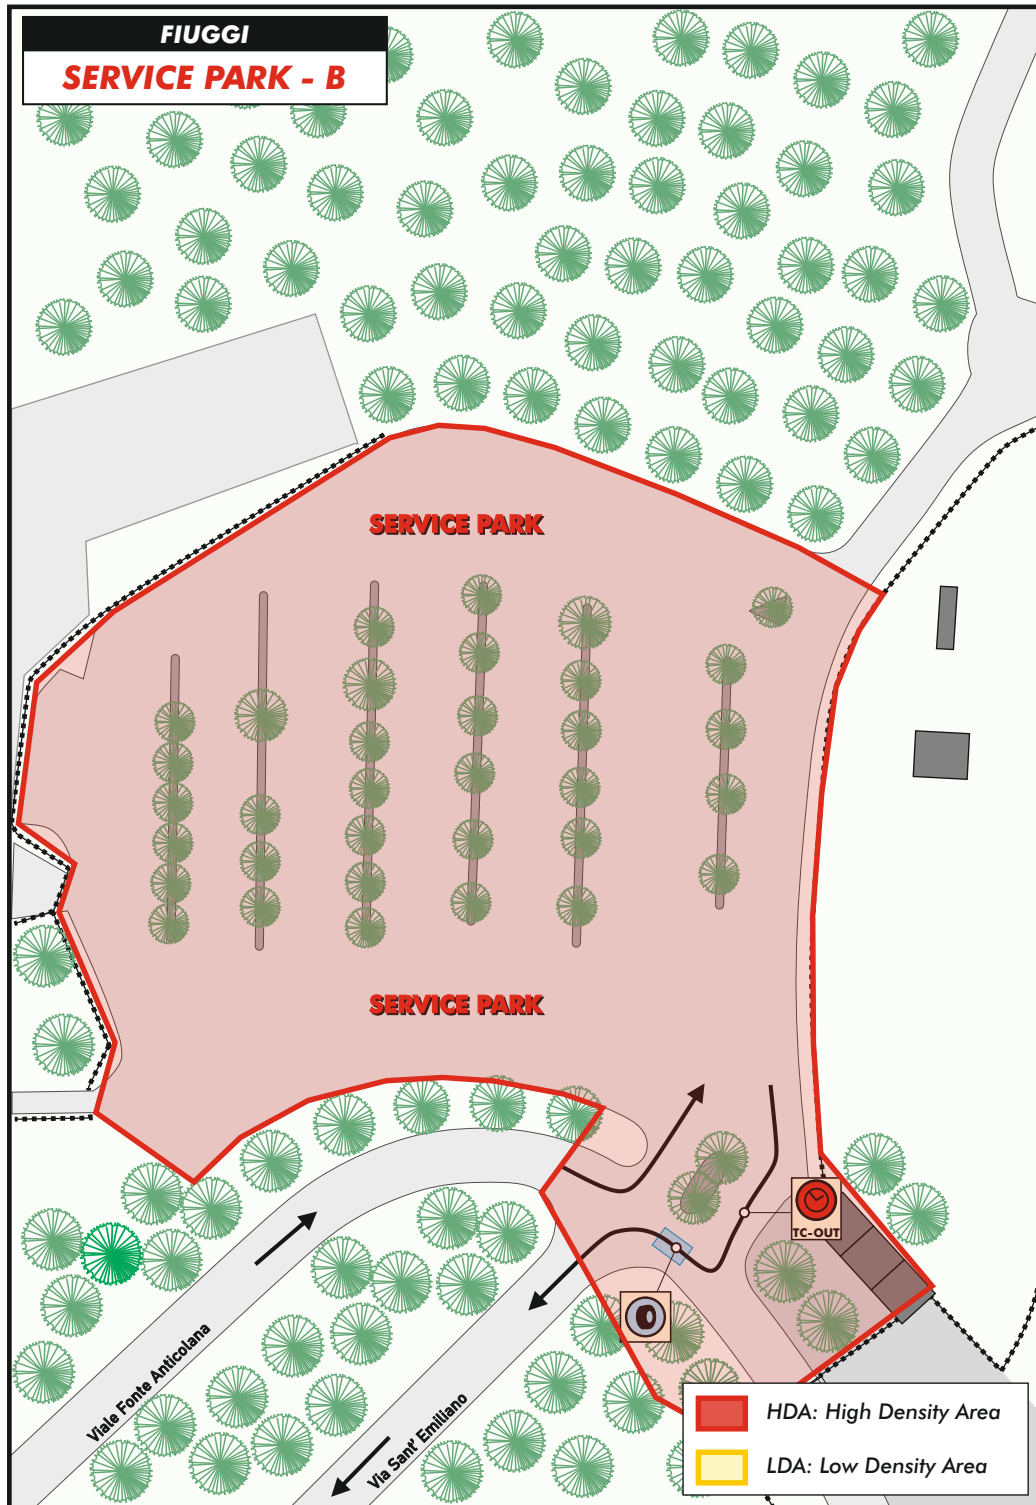 FIUGGI
SERVICE PARK - B
SERVICE PARK
SERVICE PARK
TC-OUT
Viale Fonte Anticolana
Via Sant' Emiliano
HDA: High Density Area
LDA: Low Density Area